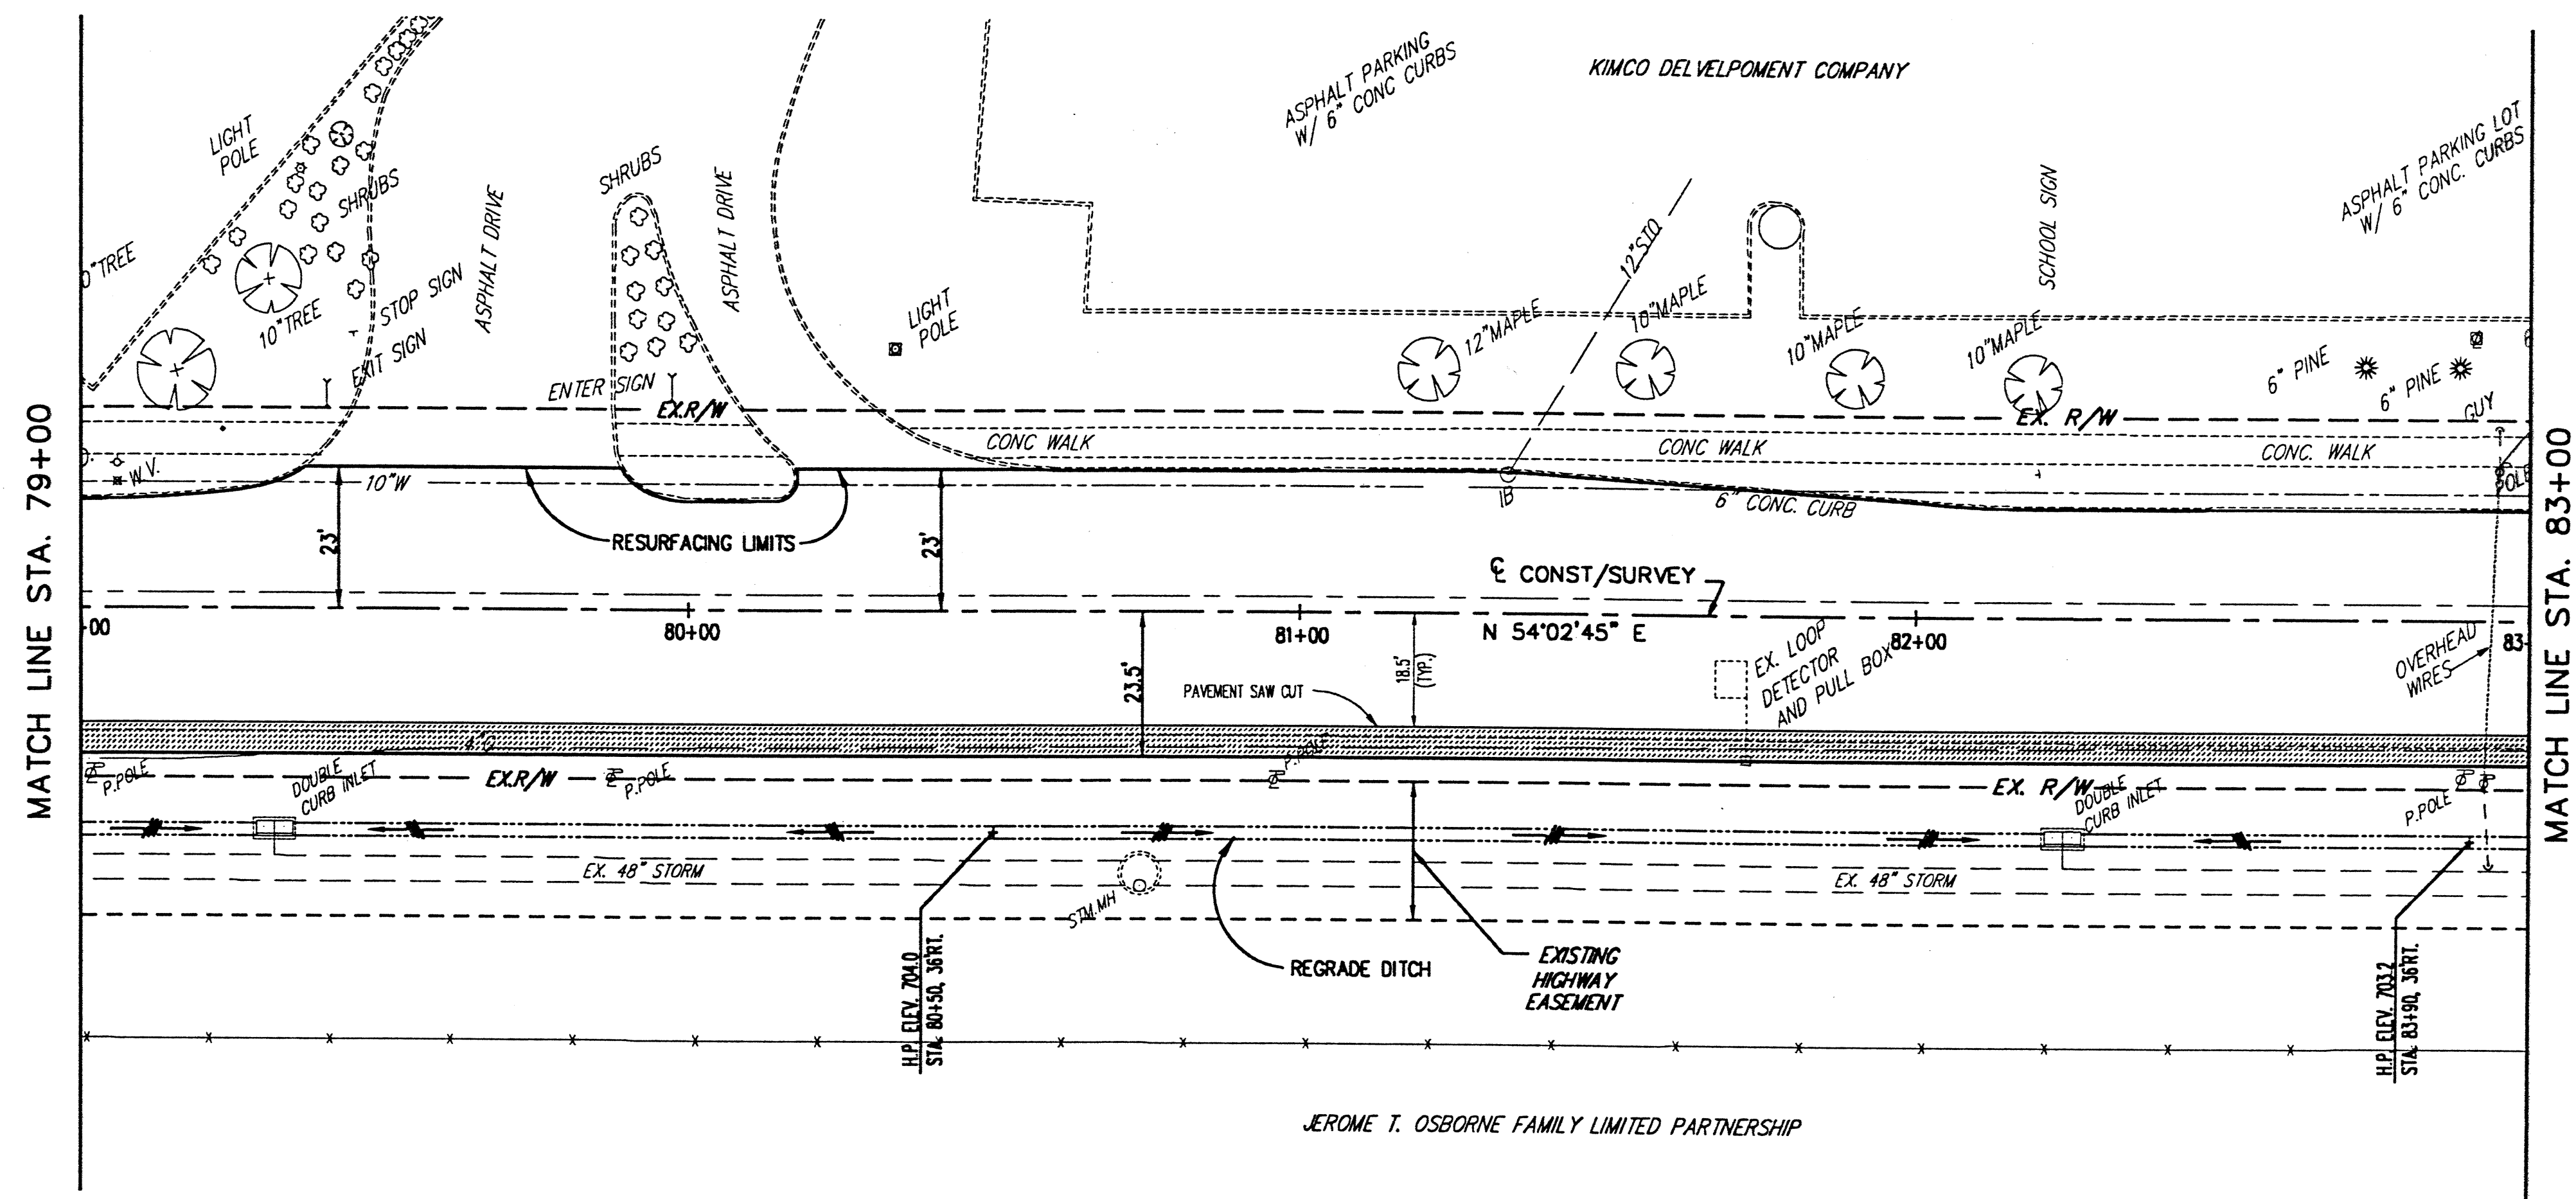 KIMCO DELVELPOMENT COMPANY
ASPHALT PARKING
W/ 6" CONC CURBS
ASPHALT PARKING LOT
W/ 6" CONC. CURBS
LIGHT
POLE
SHRUBS
SHRUBS
ASPHALT DRIVE
ASPHALT DRIVE
SCHOOL SIGN
0"TREE
10"TREE
STOP SIGN
EXIT SIGN
ENTER SIGN
LIGHT
POLE
12"STO
12"MAPLE
10"MAPLE
10"MAPLE
10"MAPLE
6" PINE
6" PINE
GUY
EX.R/W
EX. R/W
CONC WALK
CONC WALK
CONC. WALK
W.V.
10"W
IB
6" CONC. CURB
POLE
MATCH LINE STA. 79+00
MATCH LINE STA. 83+00
23'
RESURFACING LIMITS
23'
℄ CONST/SURVEY
+00
80+00
81+00
N 54°02'45" E
82+00
83-
23.5'
18.5'
(TYP.)
PAVEMENT SAW CUT
EX. LOOP
DETECTOR
AND PULL BOX
OVERHEAD
WIRES
4"G
P.POLE
DOUBLE
CURB INLET
EX.R/W
P.POLE
P.POLE
EX. R/W
DOUBLE
CURB INLET
P.POLE
EX. 48" STORM
EX. 48" STORM
STM.MH
H.P. ELEV. 704.0
STA. 80+50, 36'RT.
REGRADE DITCH
EXISTING
HIGHWAY
EASEMENT
H.P. ELEV. 703.2
STA. 83+90, 36'RT.
JEROME T. OSBORNE FAMILY LIMITED PARTNERSHIP